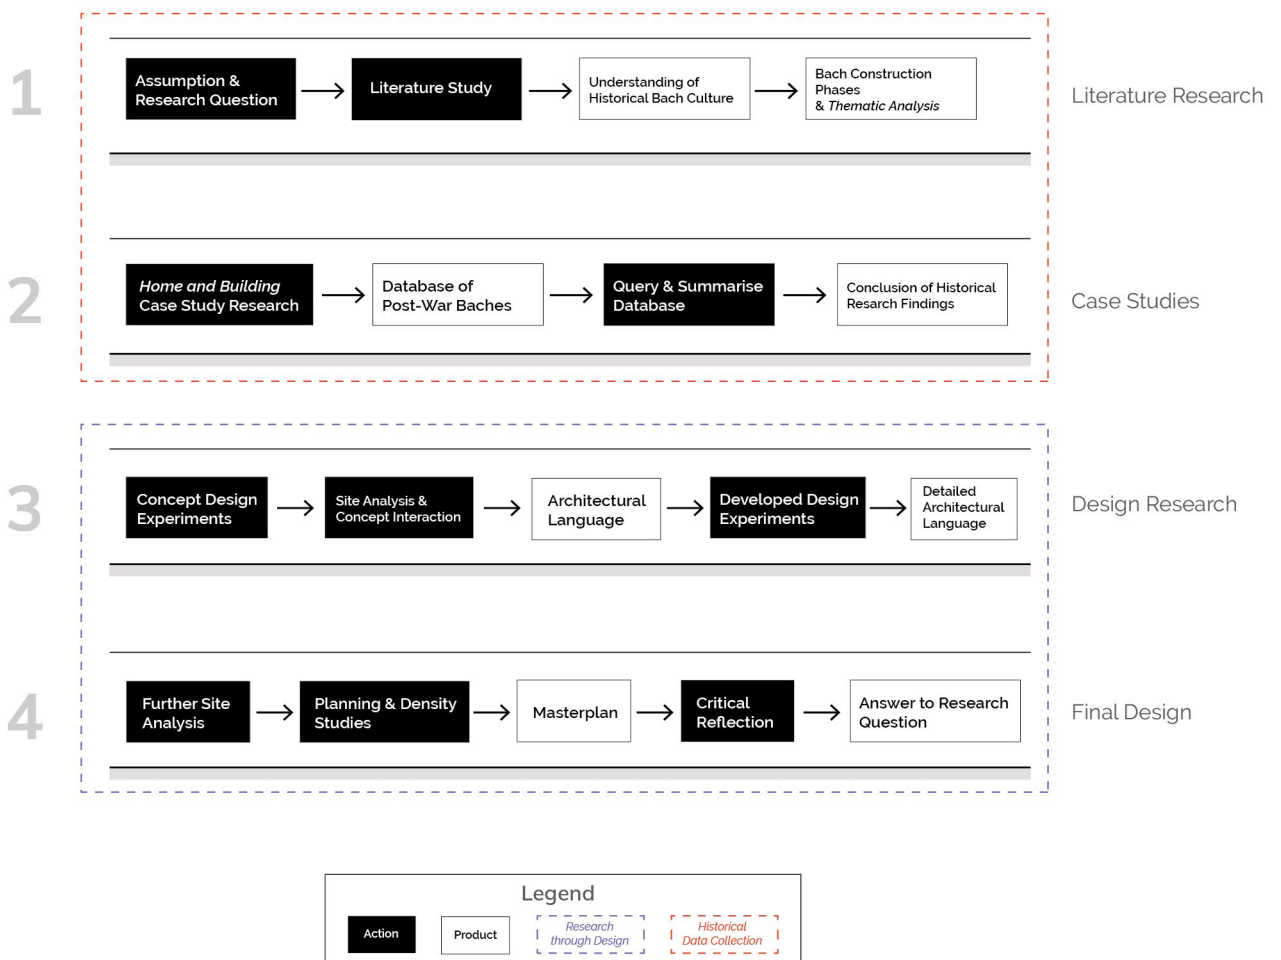 1
Assumption &
Research Question
Literature Study
Understanding of
Historical Bach Culture
Bach Construction
Phases
& Thematic Analysis
Literature Research
2
Home and Building
Case Study Research
Database of
Post-War Baches
Query & Summarise
Database
Conclusion of Historical
Resarch Findings
Case Studies
3
Concept Design
Experiments
Site Analysis &
Concept Interaction
Architectural
Language
Developed Design
Experiments
Detailed
Architectural
Language
Design Research
4
Further Site
Analysis
Planning & Density
Studies
Masterplan
Critical
Reflection
Answer to Research
Question
Final Design
Legend
Action
Product
Research
through Design
Historical
Data Collection